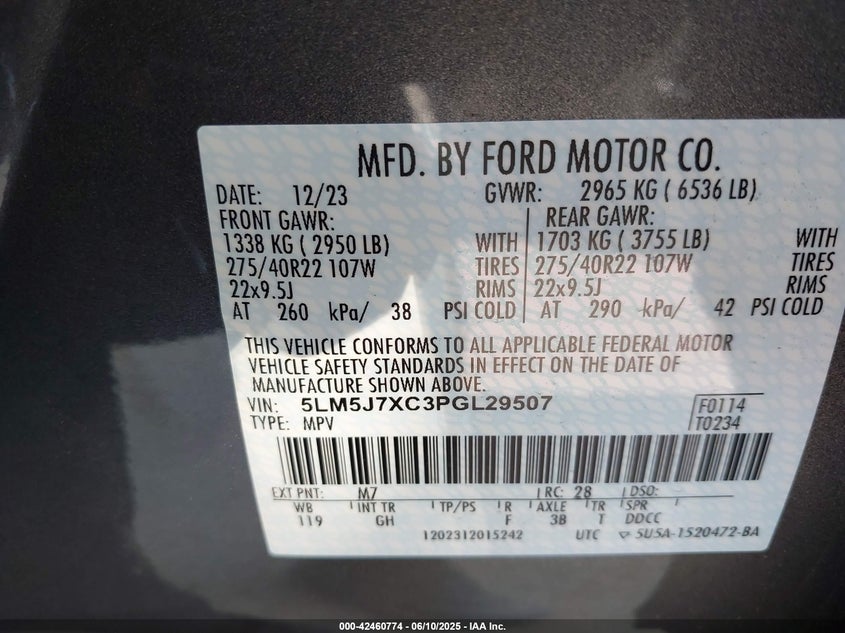 MFD. BY FORD MOTOR CO.
DATE: 12/23 GVWR: 2965 KG ( 6536 LB)
FRONT GAWR: REAR GAWR:
1338 KG ( 2950 LB) WITH 1703 KG ( 3755 LB) WITH
275/40R22 107W TIRES 275/40R22 107W TIRES
22x9.5J RIMS 22x9.5J RIMS
AT 260 kPa/ 38 PSI COLD AT 290 kPa/ 42 PSI COLD
THIS VEHICLE CONFORMS TO ALL APPLICABLE FEDERAL MOTOR
VEHICLE SAFETY STANDARDS IN EFFECT ON THE DATE OF
MANUFACTURE SHOWN ABOVE.
VIN: 5LM5J7XC3PGL29507 F0114
TYPE: MPV T0234
EXT PNT: M7 RC: 28 DSO:
WB INT TR TP/PS R AXLE TR SPR
119 GH F 3B T DDCC
1202312015242 UTC 5U5A-1520472-BA
000-42460774 - 06/10/2025 - IAA Inc.